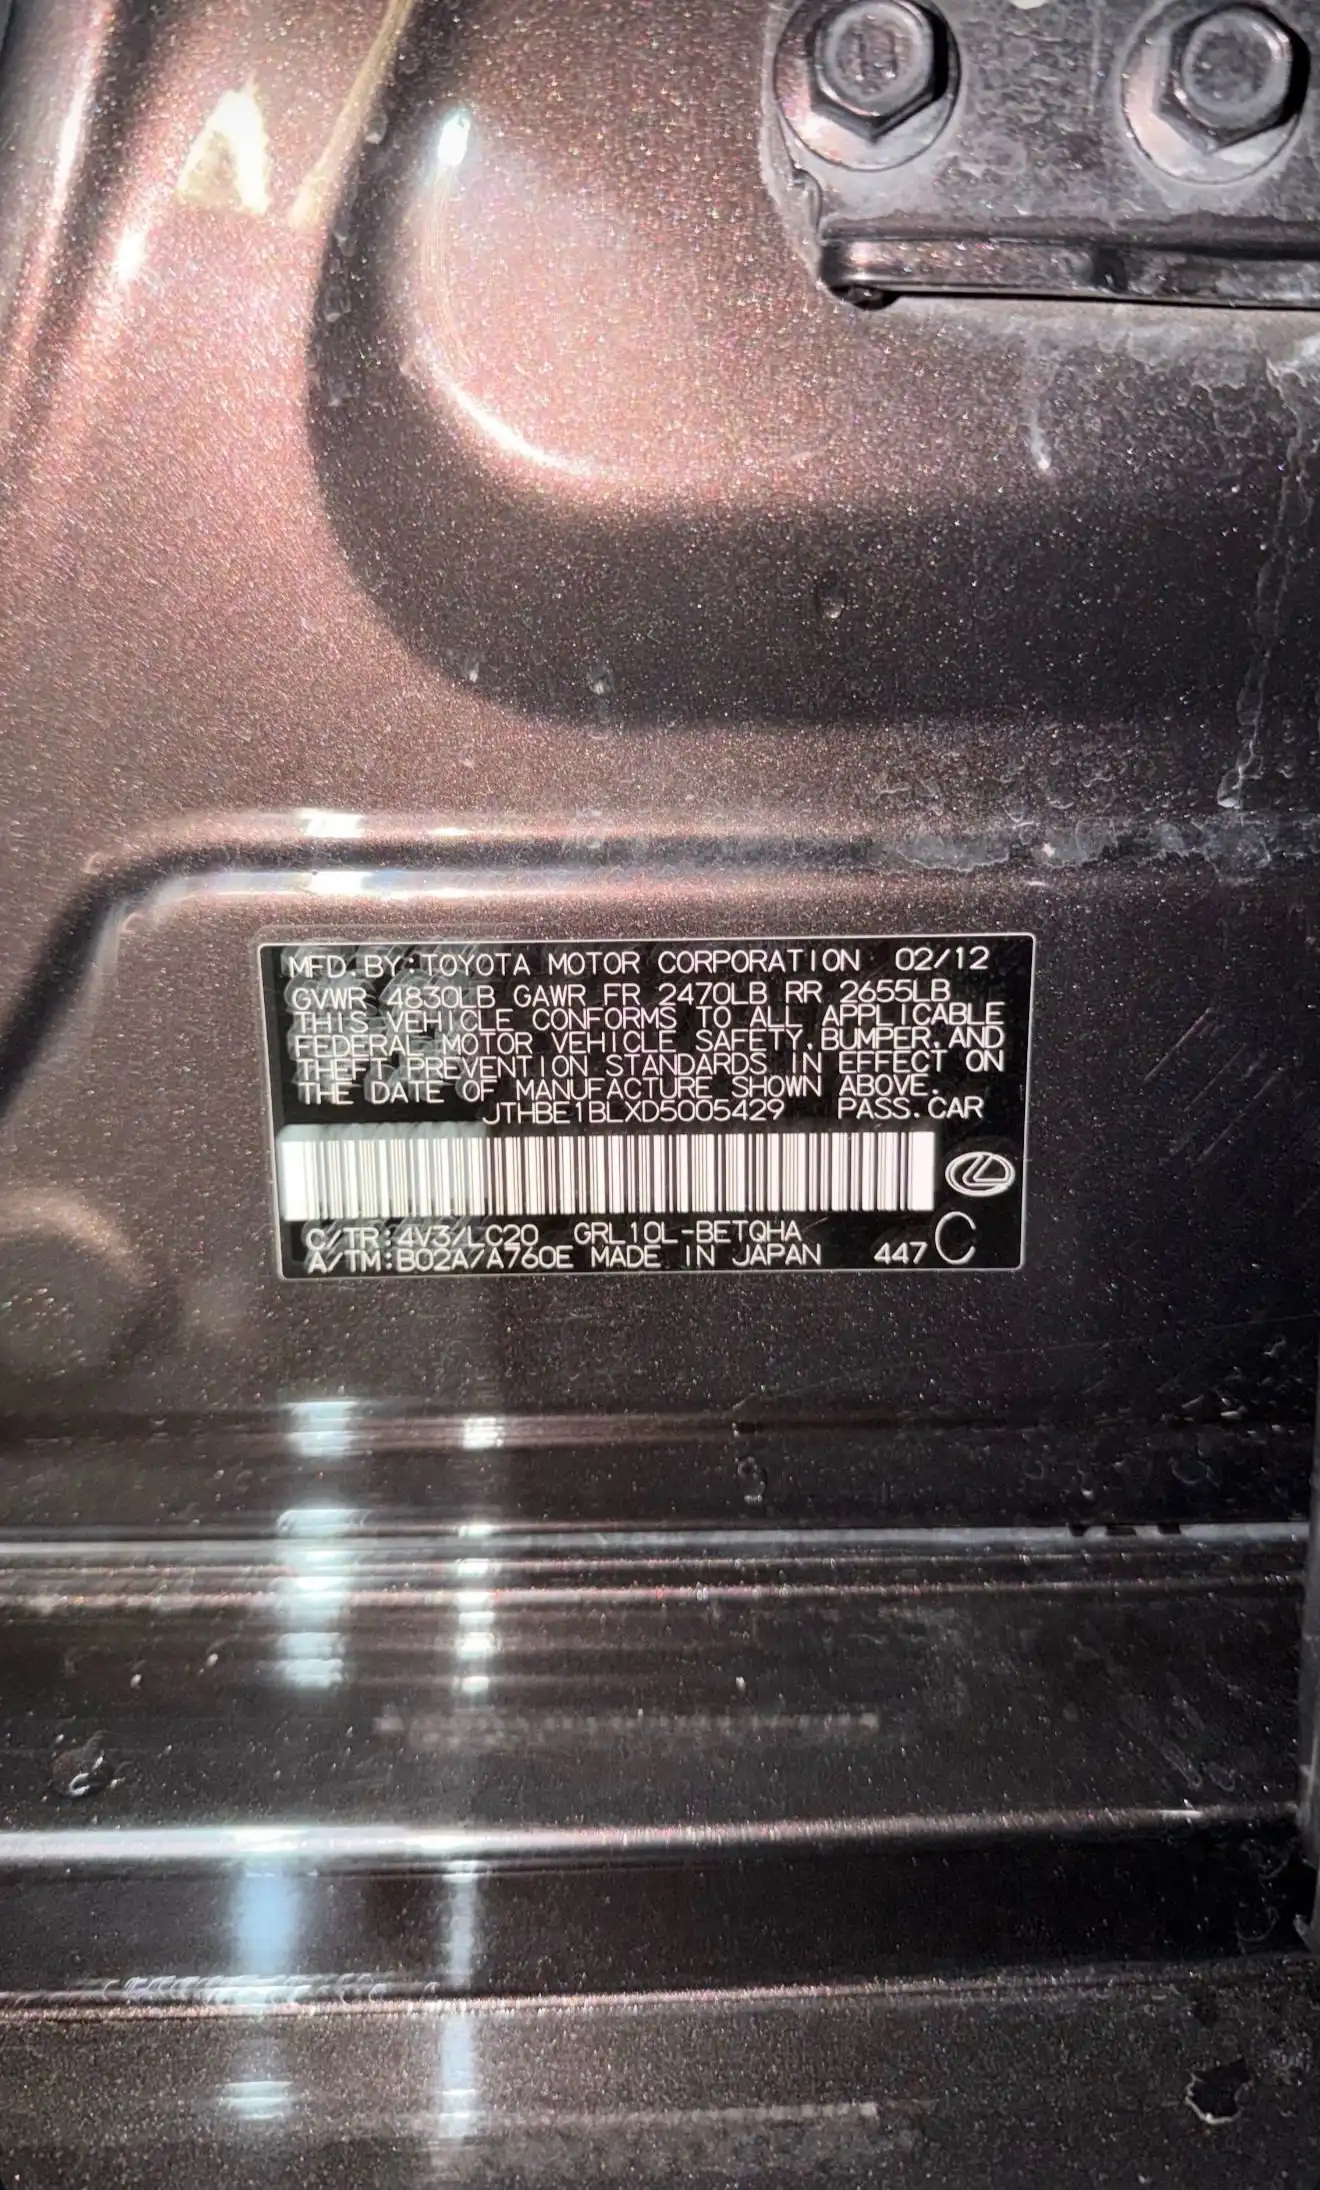 MFD.BY:TOYOTA MOTOR CORPORATION 02/12
GVWR 4830LB GAWR FR 2470LB RR 2655LB
THIS VEHICLE CONFORMS TO ALL APPLICABLE
FEDERAL MOTOR VEHICLE SAFETY,BUMPER,AND
THEFT PREVENTION STANDARDS IN EFFECT ON
THE DATE OF MANUFACTURE SHOWN ABOVE.
JTHBE1BLXD5005429 PASS.CAR
C/TR:4V3/LC20 GRL10L-BETQHA
A/TM:B02A/A760E MADE IN JAPAN 447 C